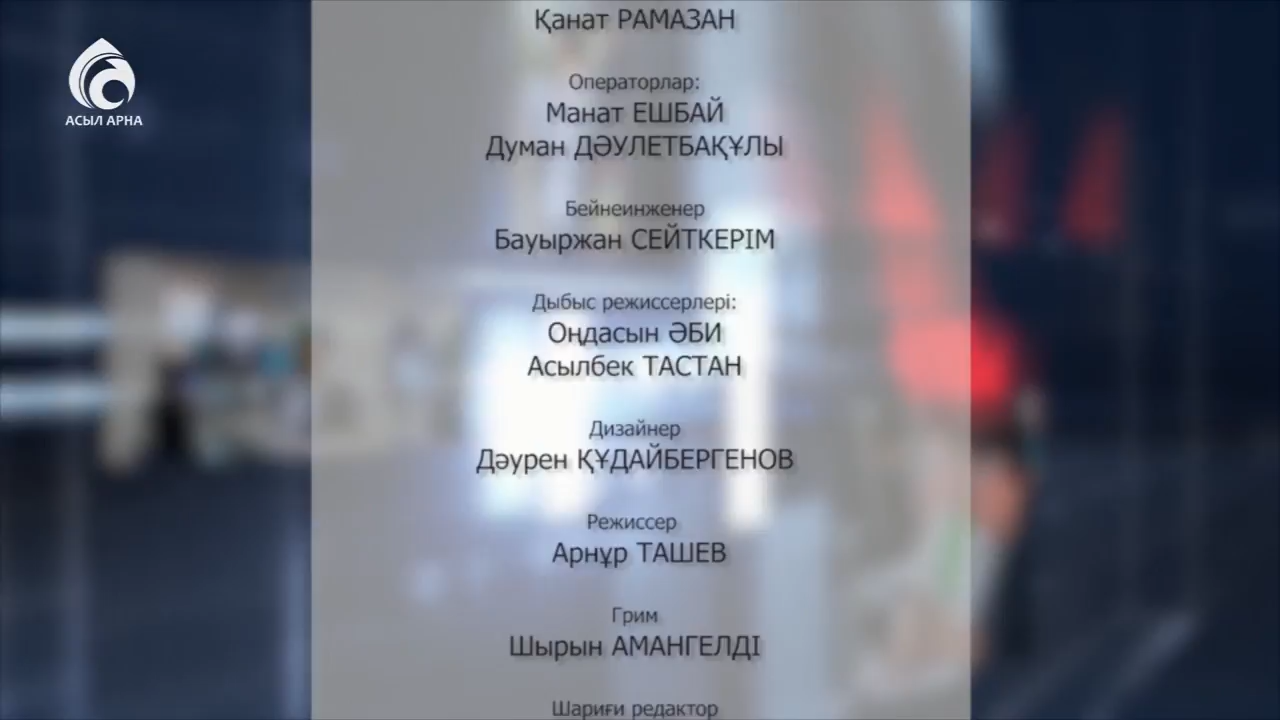 АСЫЛ АРНА
Қанат РАМАЗАН
Операторлар:
Манат ЕШБАЙ
Думан ДӘУЛЕТБАҚҰЛЫ
Бейнеинженер
Бауыржан СЕЙТКЕРІМ
Дыбыс режиссерлері:
Оңдасын ӘБИ
Асылбек ТАСТАН
Дизайнер
Дәурен ҚҰДАЙБЕРГЕНОВ
Режиссер
Арнұр ТАШЕВ
Грим
Шырын АМАНГЕЛДІ
Шариғи редактор